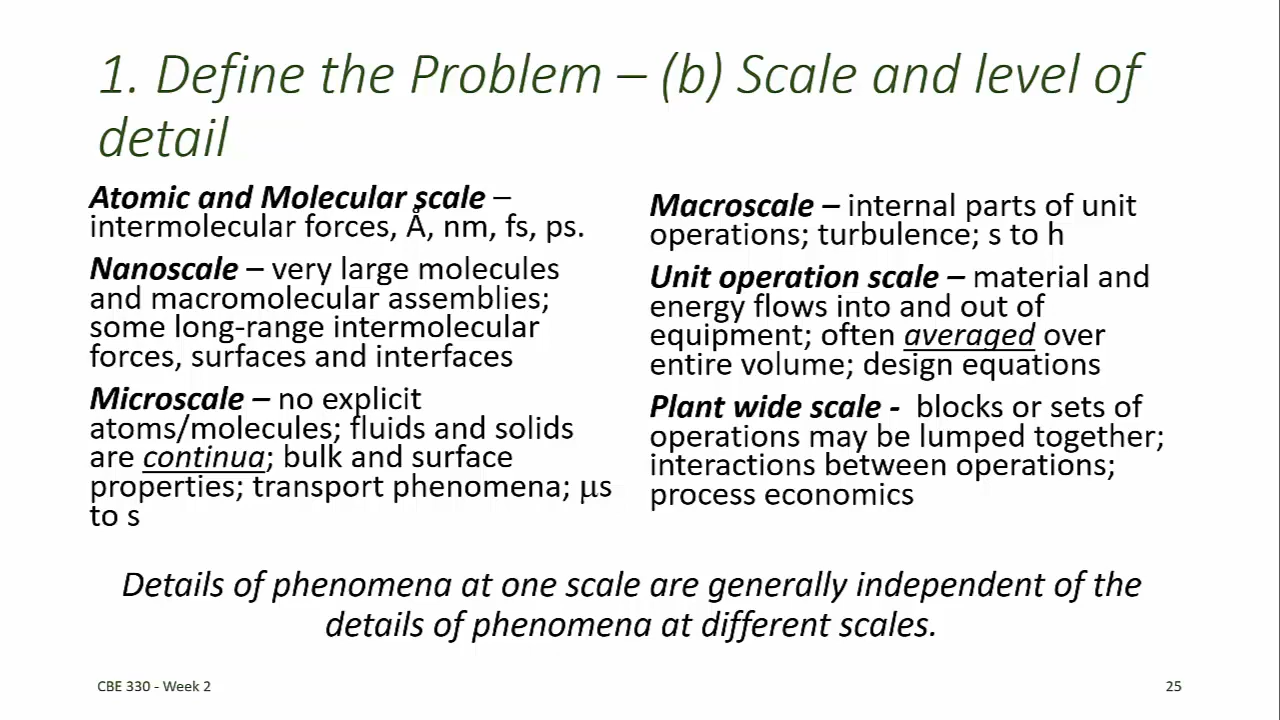 1. Define the Problem – (b) Scale and level of
detail
Atomic and Molecular scale –
intermolecular forces, Å, nm, fs, ps.
Nanoscale – very large molecules
and macromolecular assemblies;
some long-range intermolecular
forces, surfaces and interfaces
Microscale – no explicit
atoms/molecules; fluids and solids
are continua; bulk and surface
properties; transport phenomena; μs
to s
Macroscale – internal parts of unit
operations; turbulence; s to h
Unit operation scale – material and
energy flows into and out of
equipment; often averaged over
entire volume; design equations
Plant wide scale - blocks or sets of
operations may be lumped together;
interactions between operations;
process economics
Details of phenomena at one scale are generally independent of the
details of phenomena at different scales.
CBE 330 - Week 2
25